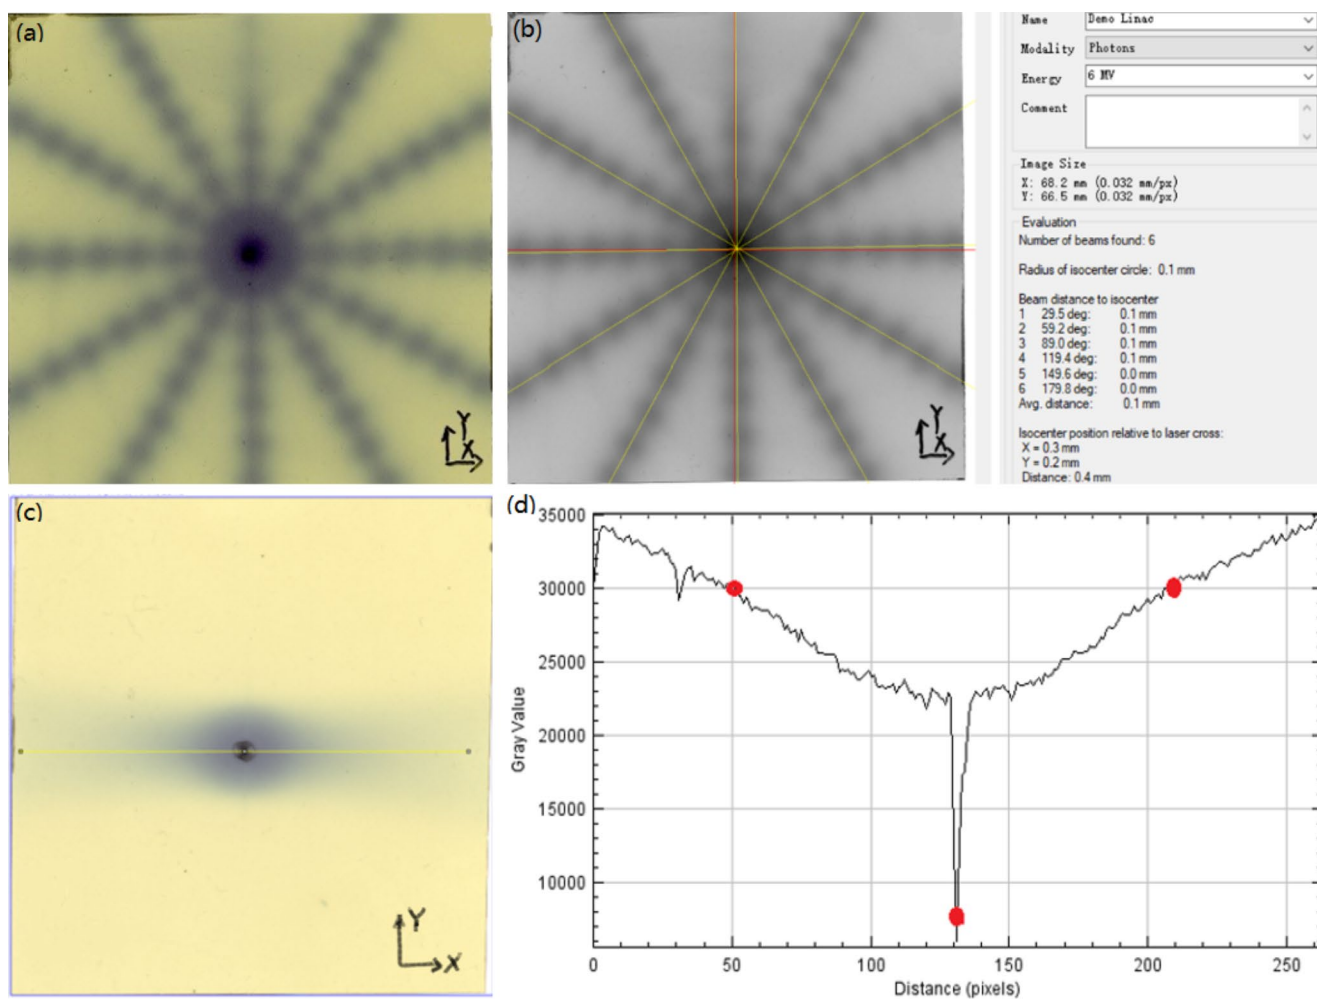 (a)
Y
X
(b)
Y
X
Name
Demo Linac
Modality
Photons
Energy
6 MV
Comment
Image Size
X: 68.2 mm (0.032 mm/px)
Y: 66.5 mm (0.032 mm/px)
Evaluation
Number of beams found: 6
Radius of isocenter circle: 0.1 mm
Beam distance to isocenter
1 29.5 deg: 0.1 mm
2 59.2 deg: 0.1 mm
3 89.0 deg: 0.1 mm
4 119.4 deg: 0.1 mm
5 149.6 deg: 0.0 mm
6 179.8 deg: 0.0 mm
Avg. distance: 0.1 mm
Isocenter position relative to laser cross:
X = 0.3 mm
Y = 0.2 mm
Distance: 0.4 mm
(c)
Y
X
(d)
35000
30000
25000
20000
15000
10000
Gray Value
0 50 100 150 200 250
Distance (pixels)